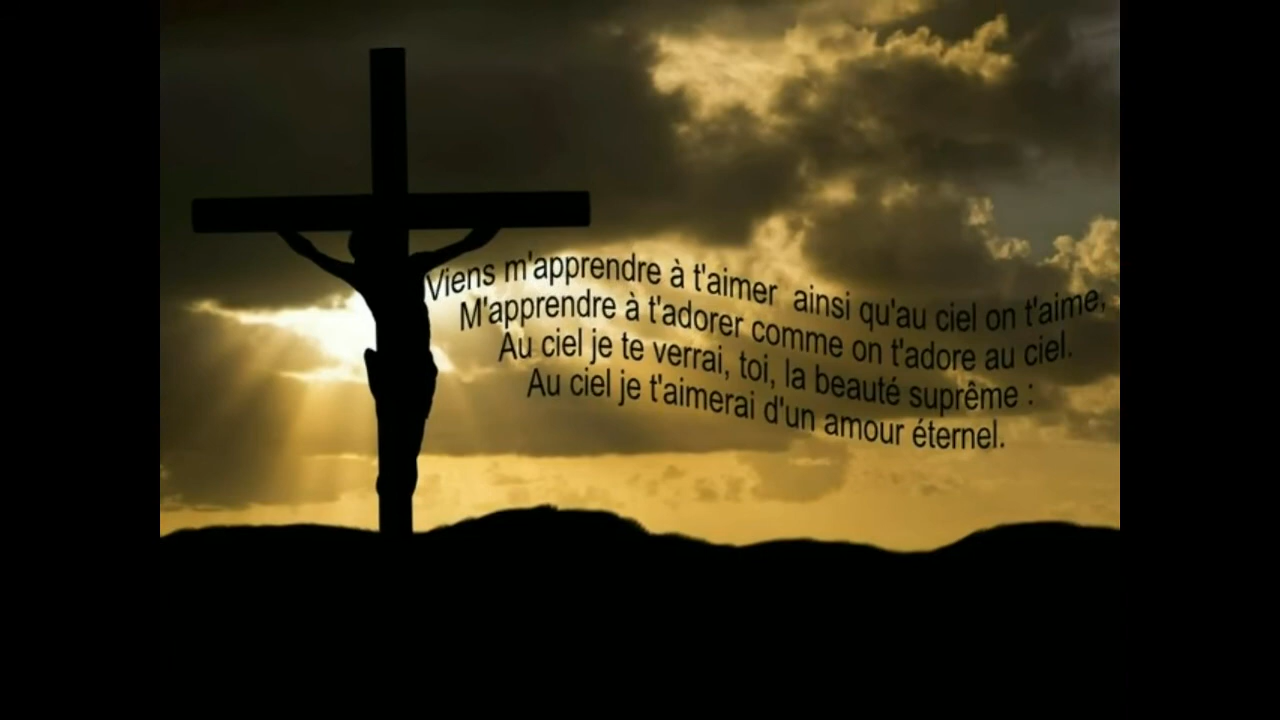 Viens m'apprendre à t'aimer ainsi qu'au ciel on t'aime,
M'apprendre à t'adorer comme on t'adore au ciel.
Au ciel je te verrai, toi, la beauté suprême :
Au ciel je t'aimerai d'un amour éternel.